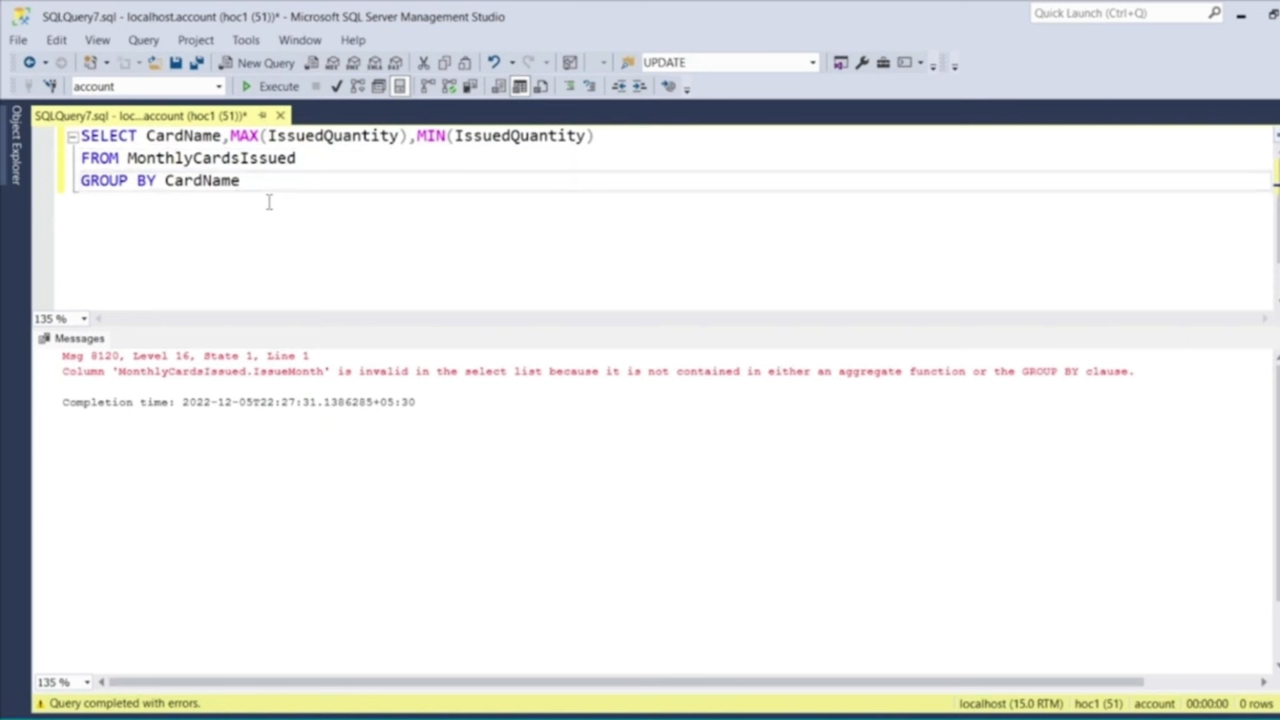 SQLQuery7.sql - localhost.account (hoc1 (51))* - Microsoft SQL Server Management Studio
Quick Launch (Ctrl+Q)
File Edit View Query Project Tools Window Help
New Query UPDATE
account Execute
SQLQuery7.sql - loc...account (hoc1 (51))*
Object Explorer
SELECT CardName,MAX(IssuedQuantity),MIN(IssuedQuantity)
FROM MonthlyCardsIssued
GROUP BY CardName
135 %
Messages
Msg 8120, Level 16, State 1, Line 1
Column 'MonthlyCardsIssued.IssueMonth' is invalid in the select list because it is not contained in either an aggregate function or the GROUP BY clause.
Completion time: 2022-12-05T22:27:31.1386285+05:30
135 %
Query completed with errors. localhost (15.0 RTM) hoc1 (51) account 00:00:00 0 rows